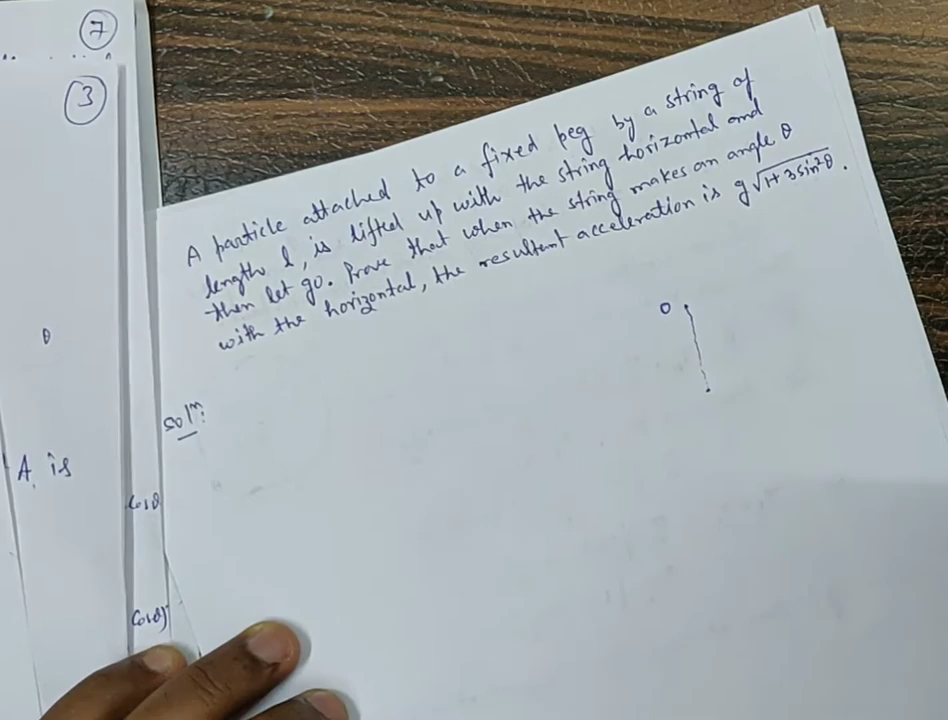 7
3
A particle attached to a fixed peg by a string of
length l, is lifted up with the string horizontal and
then let go. Prove that when the string makes an angle θ
with the horizontal, the resultant acceleration is g√1+3sin²θ.
O
θ
Solⁿ:
A, is
Cosθ
Cosθ)